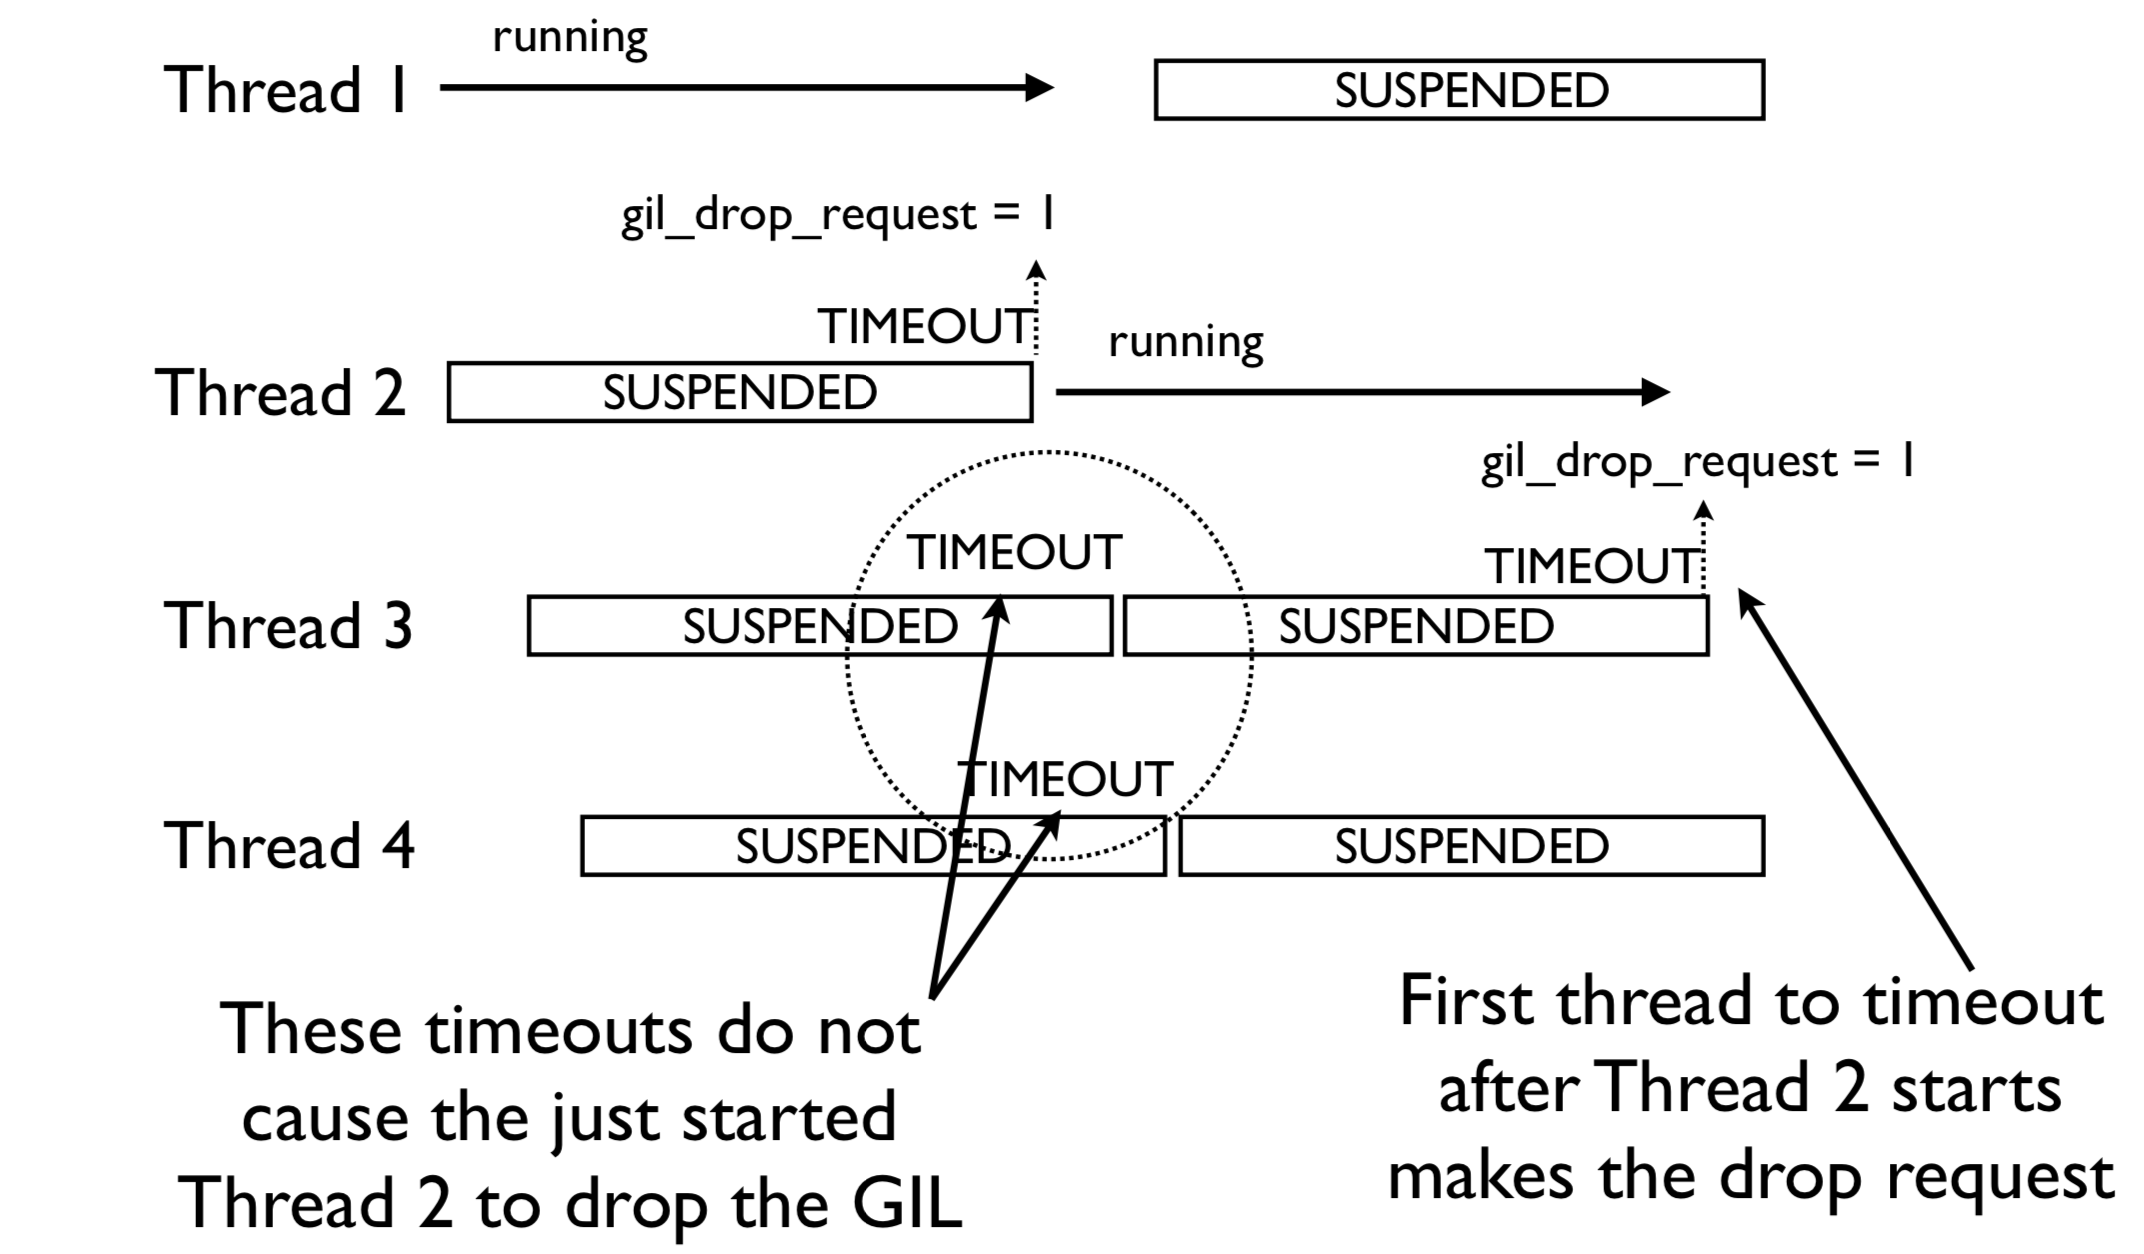 running
Thread 1
SUSPENDED
gil_drop_request = 1
TIMEOUT
running
Thread 2
SUSPENDED
gil_drop_request = 1
TIMEOUT
TIMEOUT
Thread 3
SUSPENDED
SUSPENDED
TIMEOUT
Thread 4
SUSPENDED
SUSPENDED
These timeouts do not
cause the just started
Thread 2 to drop the GIL
First thread to timeout
after Thread 2 starts
makes the drop request